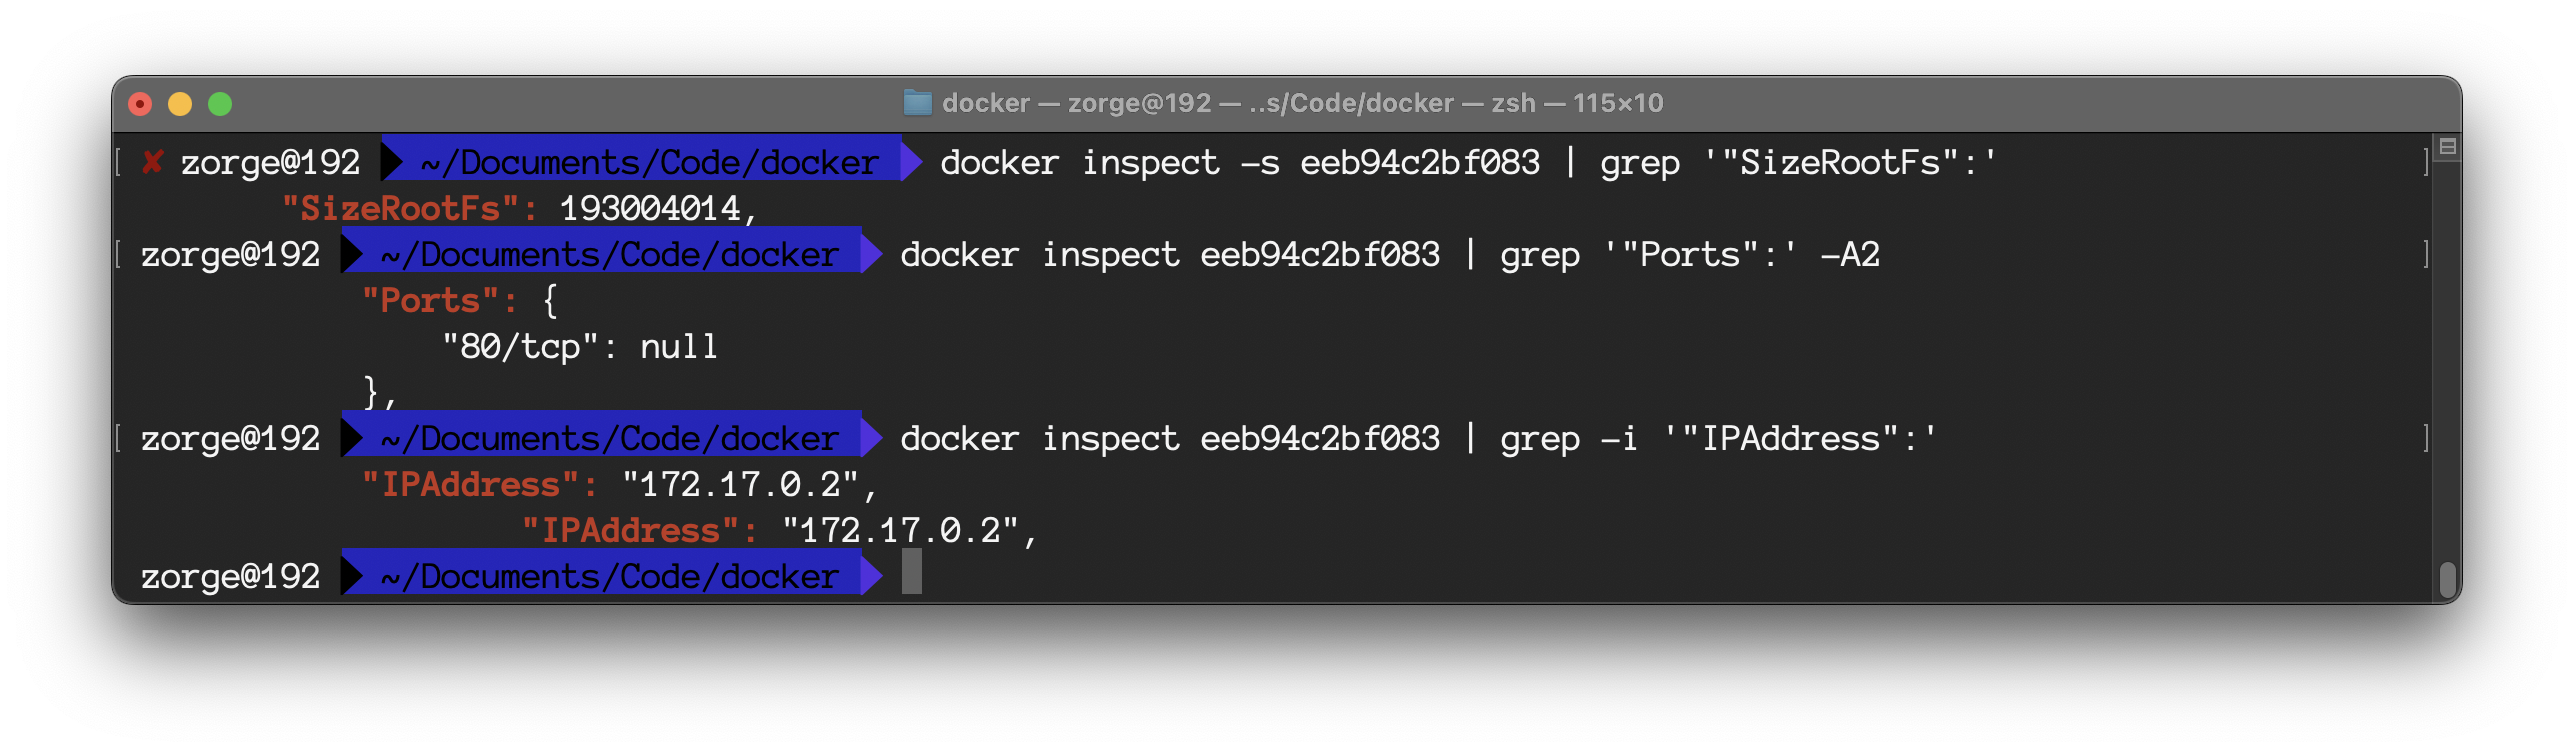 docker — zorge@192 — ..s/Code/docker — zsh — 115×10
[ ✘ zorge@192 ~/Documents/Code/docker docker inspect -s eeb94c2bf083 | grep '"SizeRootFs":' ]
"SizeRootFs": 193004014,
[ zorge@192 ~/Documents/Code/docker docker inspect eeb94c2bf083 | grep '"Ports":' -A2 ]
"Ports": {
"80/tcp": null
},
[ zorge@192 ~/Documents/Code/docker docker inspect eeb94c2bf083 | grep -i '"IPAddress":' ]
"IPAddress": "172.17.0.2",
"IPAddress": "172.17.0.2",
zorge@192 ~/Documents/Code/docker